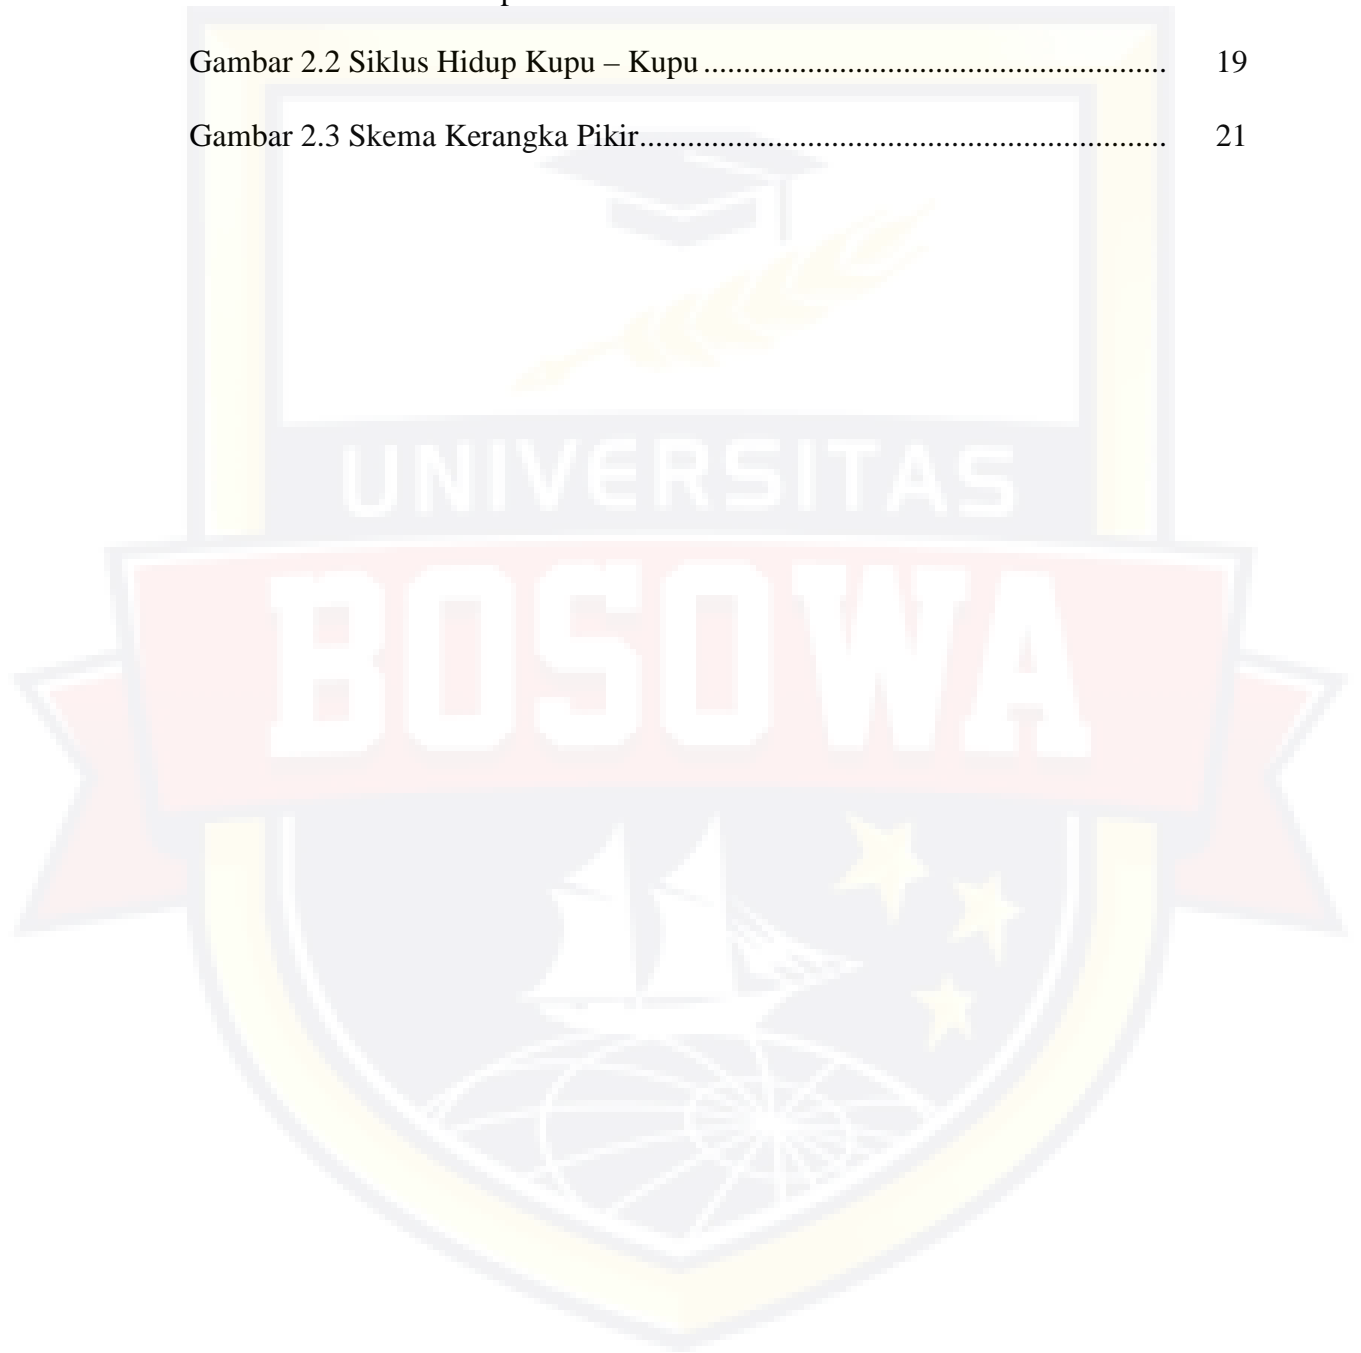 Gambar 2.2 Siklus Hidup Kupu – Kupu .......................................................... 19
Gambar 2.3 Skema Kerangka Pikir.................................................................. 21
UNIVERSITAS
BOSOWA